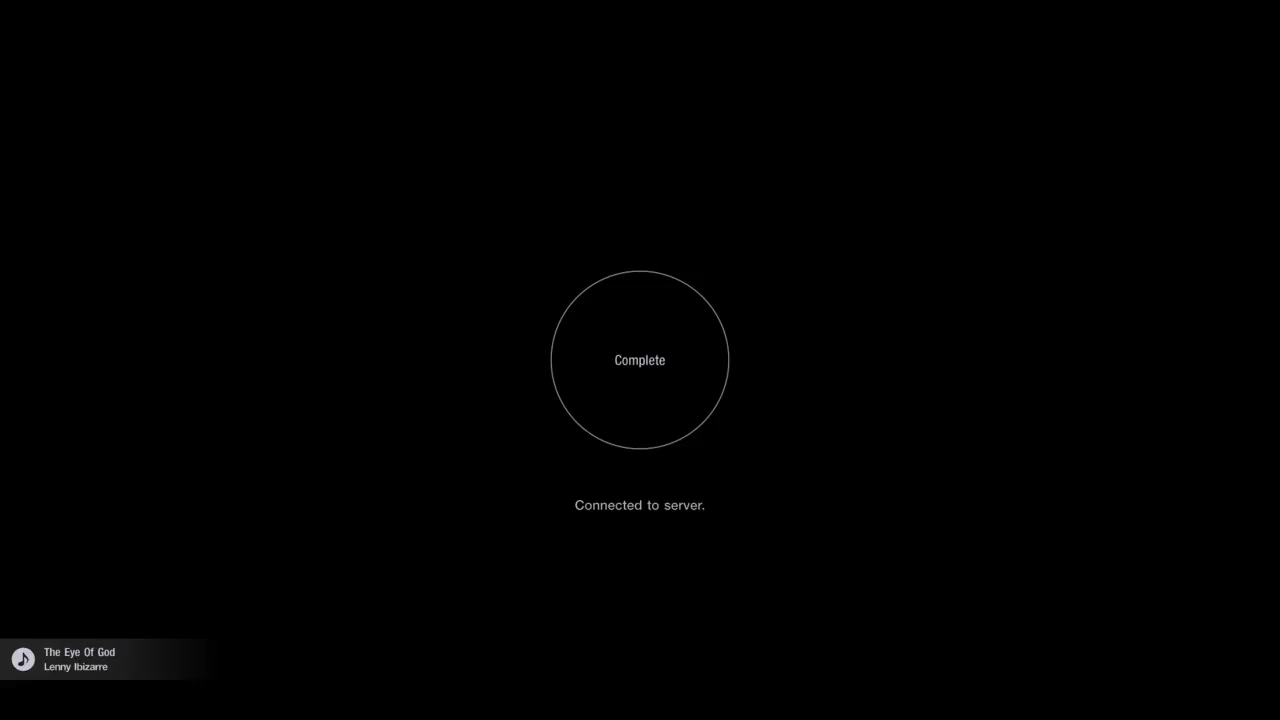 Complete
Connected to server.
The Eye Of God
Lenny Ibizarre